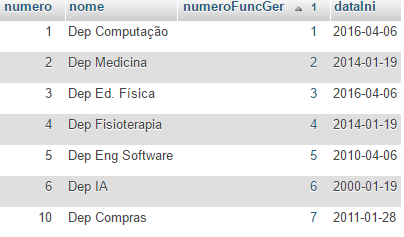 numero nome numeroFuncGer 1 dataIni
1 Dep Computação 1 2016-04-06
2 Dep Medicina 2 2014-01-19
3 Dep Ed. Física 3 2016-04-06
4 Dep Fisioterapia 4 2014-01-19
5 Dep Eng Software 5 2010-04-06
6 Dep IA 6 2000-01-19
10 Dep Compras 7 2011-01-28